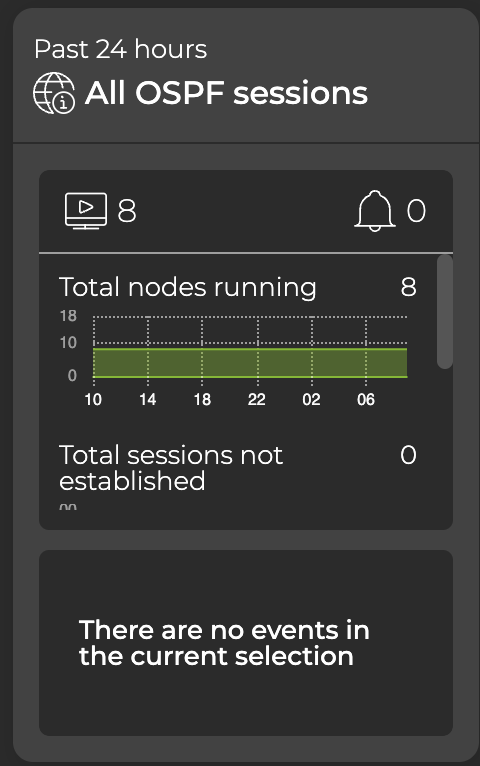 Past 24 hours
All OSPF sessions
8 0
Total nodes running 8
18
10
0
10 14 18 22 02 06
Total sessions not 0
established
There are no events in
the current selection